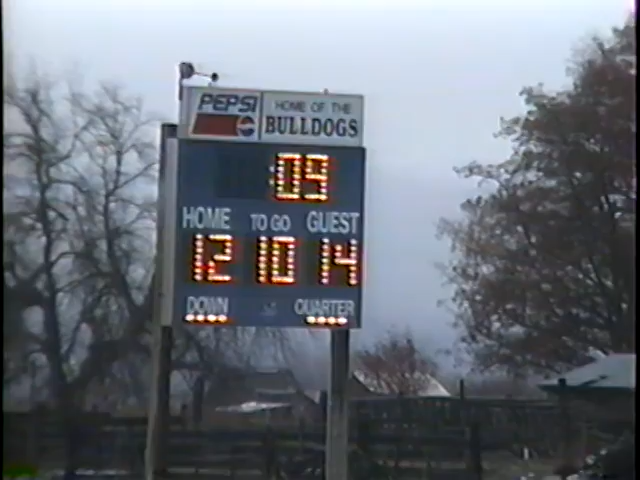 PEPSI HOME OF THE
BULLDOGS
:09
HOME TO GO GUEST
12 10 14
DOWN QUARTER